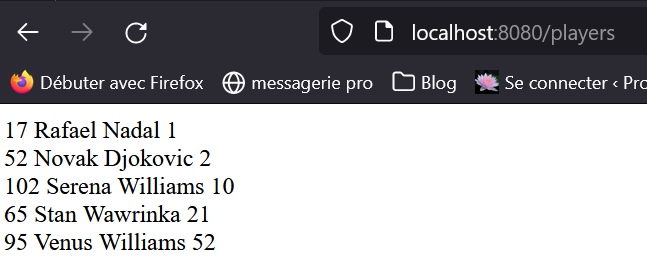 localhost:8080/players
Débuter avec Firefox messagerie pro Blog Se connecter ‹ Pro
17 Rafael Nadal 1
52 Novak Djokovic 2
102 Serena Williams 10
65 Stan Wawrinka 21
95 Venus Williams 52